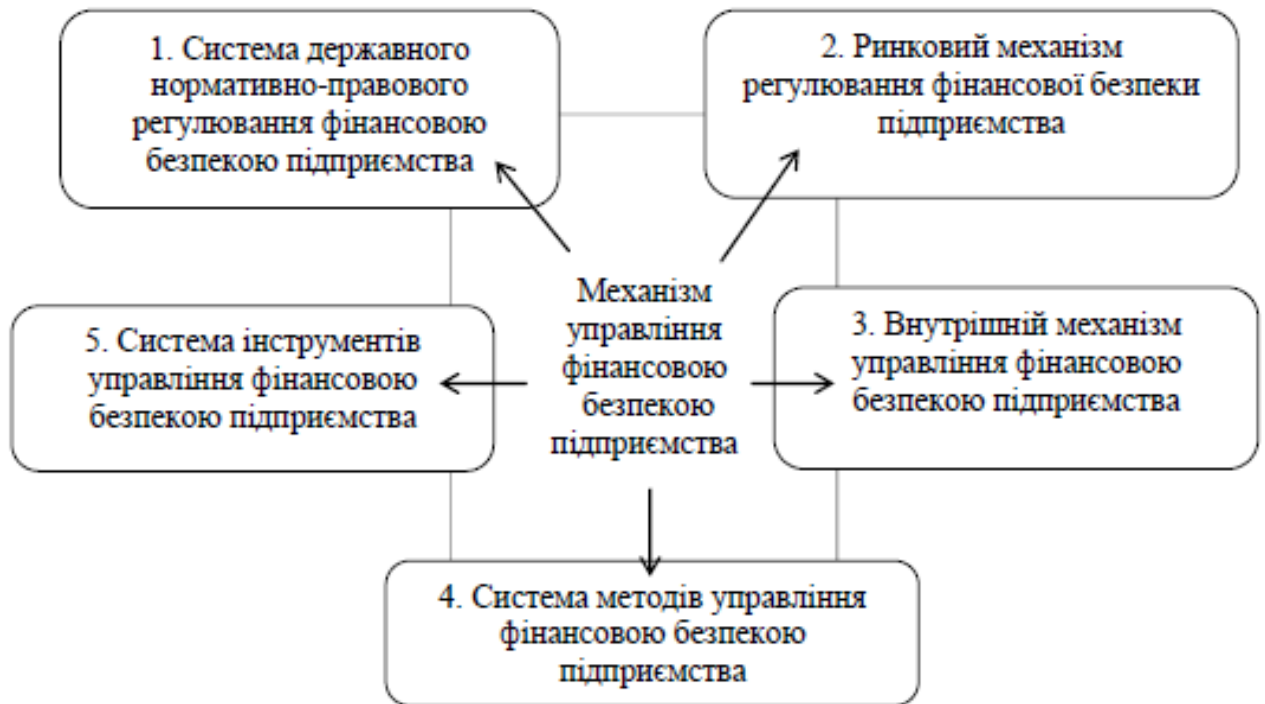 1. Система державного
нормативно-правового
регулювання фінансовою
безпекою підприємства
2. Ринковий механізм
регулювання фінансової безпеки
підприємства
Механізм
управління
фінансовою
безпекою
підприємства
3. Внутрішній механізм
управління фінансовою
безпекою підприємства
4. Система методів управління
фінансовою безпекою
підприємства
5. Система інструментів
управління фінансовою
безпекою підприємства